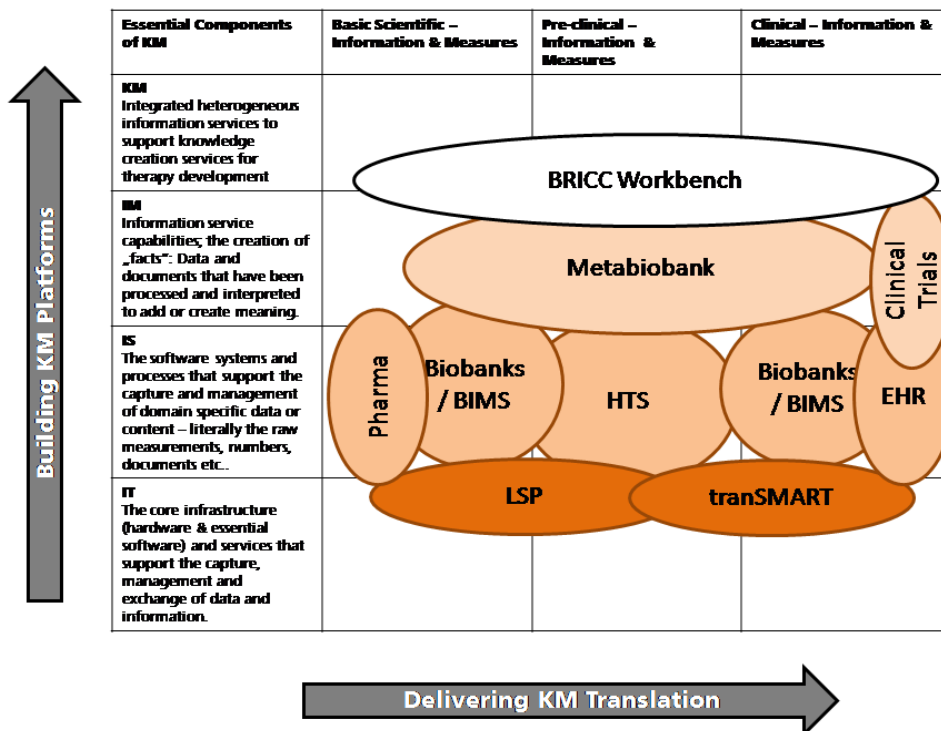 Essential Components
of KM
Basic Scientific –
Information & Measures
Pre-clinical –
Information &
Measures
Clinical – Information &
Measures
KM
Integrated heterogeneous
information services to
support knowledge
creation services for
therapy development
IM
Information service
capabilities; the creation of
„facts": Data and
documents that have been
processed and interpreted
to add or create meaning.
IS
The software systems and
processes that support the
capture and management
of domain specific data or
content – literally the raw
measurements, numbers,
documents etc..
IT
The core infrastructure
(hardware & essential
software) and services that
support the capture,
management and
exchange of data and
information.
BRICC Workbench
Metabiobank
Clinical
Trials
Pharma
Biobanks
/ BIMS
HTS
Biobanks
/ BIMS
EHR
LSP
tranSMART
Building KM Platforms
Delivering KM Translation